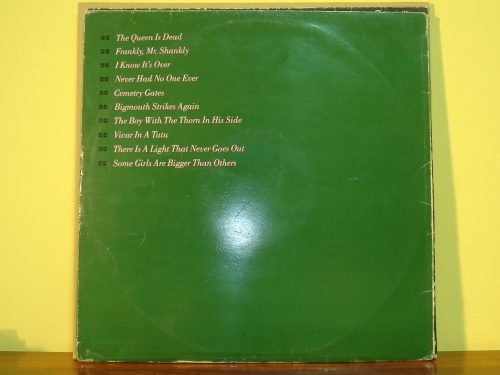 The Queen Is Dead
Frankly, Mr. Shankly
I Know It's Over
Never Had No One Ever
Cemetry Gates
Bigmouth Strikes Again
The Boy With The Thorn In His Side
Vicar In A Tutu
There Is A Light That Never Goes Out
Some Girls Are Bigger Than Others